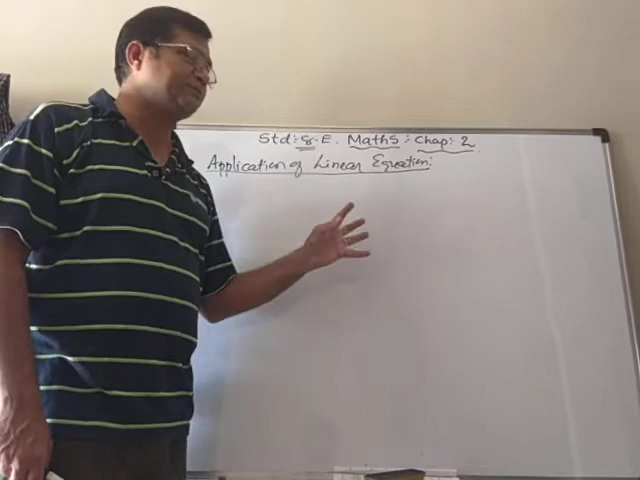 Std:- 8. E. Maths : Chap: 2
Application of Linear Equation: